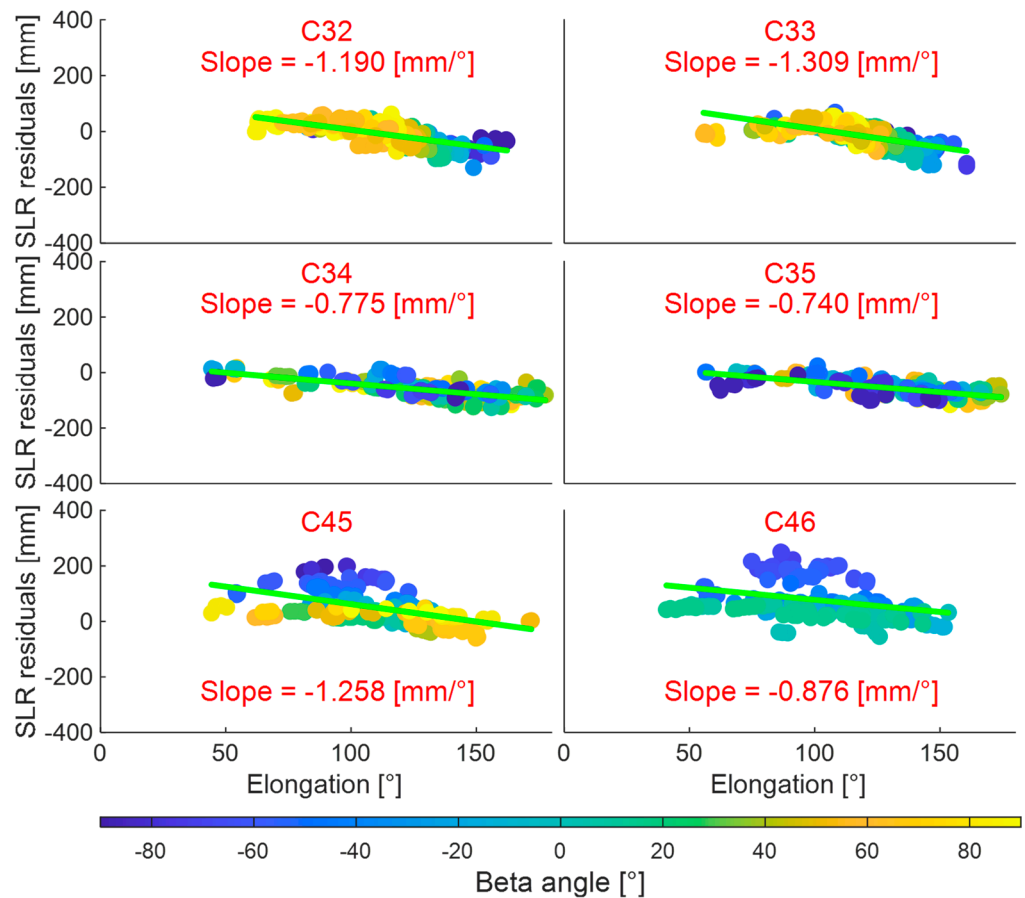 C32
Slope = -1.190 [mm/°]
C33
Slope = -1.309 [mm/°]
SLR residuals [mm]
400
200
0
-200
-400
C34
Slope = -0.775 [mm/°]
C35
Slope = -0.740 [mm/°]
SLR residuals [mm]
400
200
0
-200
-400
C45
Slope = -1.258 [mm/°]
C46
Slope = -0.876 [mm/°]
SLR residuals [mm]
400
200
0
-200
-400
0 50 100 150
0 50 100 150
Elongation [°]
Elongation [°]
-80 -60 -40 -20 0 20 40 60 80
Beta angle [°]